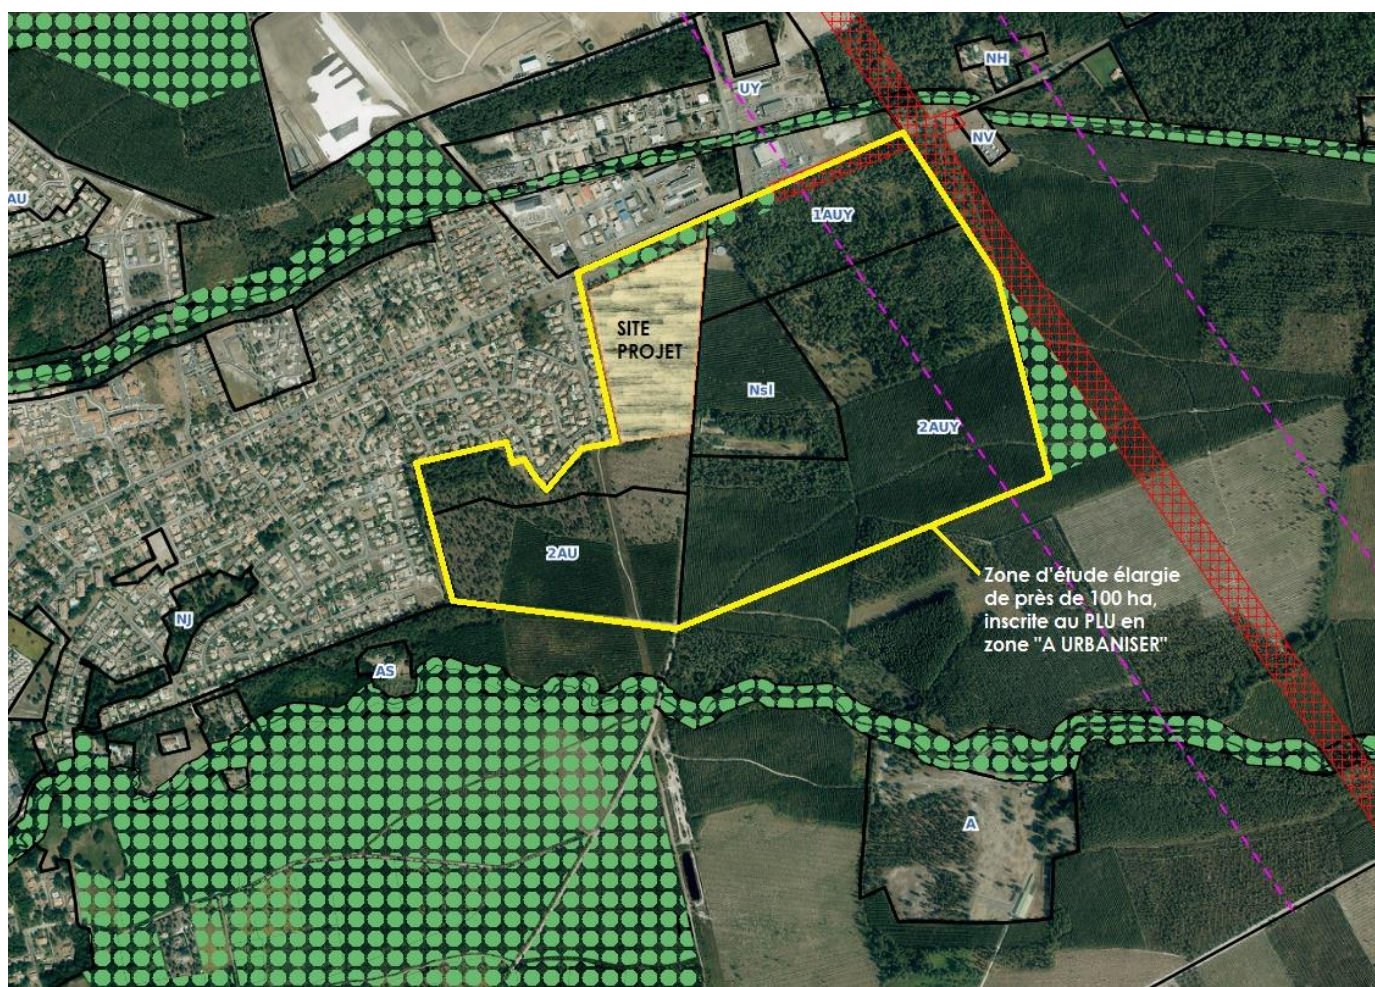 NH
UY
NV
AU
1AUY
SITE
PROJET
Nsl
2AUY
2AU
Zone d'étude élargie
de près de 100 ha,
inscrite au PLU en
zone "A URBANISER"
NJ
AS
A